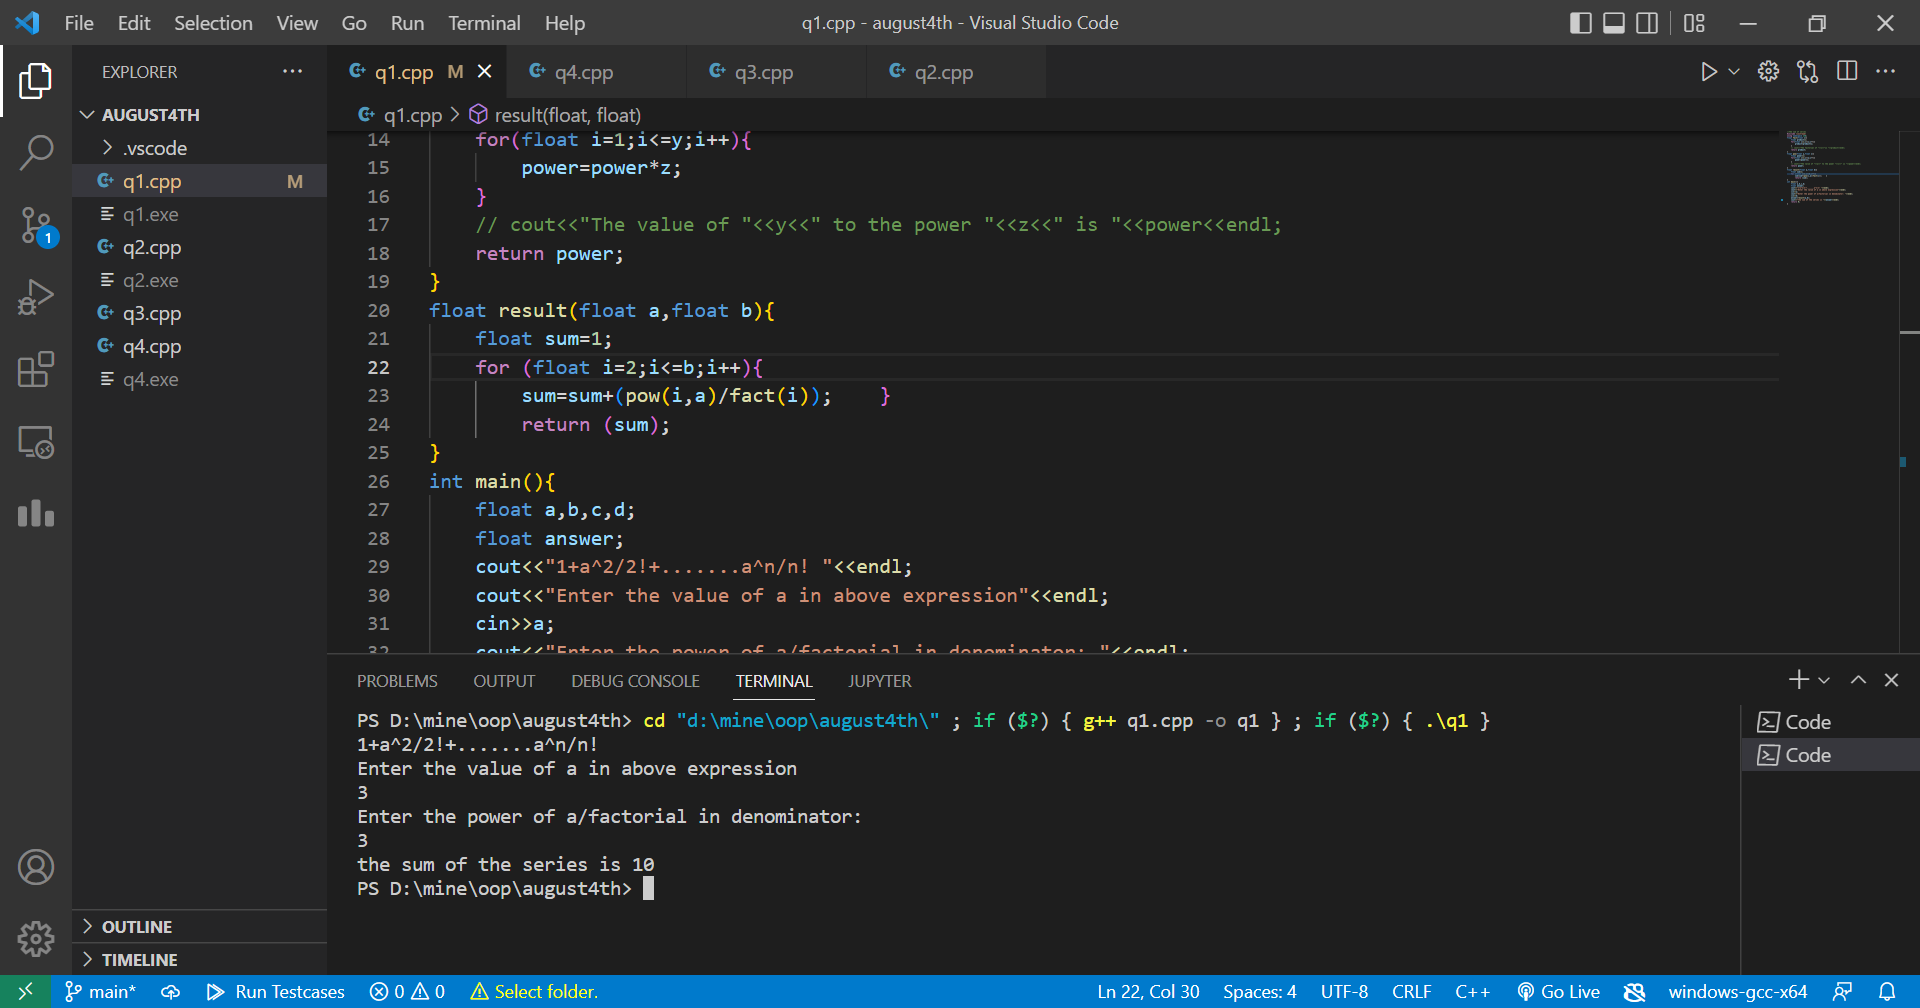 File Edit Selection View Go Run Terminal Help q1.cpp - august4th - Visual Studio Code
EXPLORER
AUGUST4TH
.vscode
q1.cpp M
q1.exe
q2.cpp
q2.exe
q3.cpp
q4.cpp
q4.exe
OUTLINE
TIMELINE
1
q1.cpp M q4.cpp q3.cpp q2.cpp
q1.cpp > result(float, float)
14 for(float i=1;i<=y;i++){
15 power=power*z;
16 }
17 // cout<<"The value of "<<y<<" to the power "<<z<<" is "<<power<<endl;
18 return power;
19 }
20 float result(float a,float b){
21 float sum=1;
22 for (float i=2;i<=b;i++){
23 sum=sum+(pow(i,a)/fact(i)); }
24 return (sum);
25 }
26 int main(){
27 float a,b,c,d;
28 float answer;
29 cout<<"1+a^2/2!+.......a^n/n! "<<endl;
30 cout<<"Enter the value of a in above expression"<<endl;
31 cin>>a;
32 cout<<"Enter the power of a/factorial in denominator: "<<endl;
PROBLEMS OUTPUT DEBUG CONSOLE TERMINAL JUPYTER
PS D:\mine\oop\august4th> cd "d:\mine\oop\august4th\" ; if ($?) { g++ q1.cpp -o q1 } ; if ($?) { .\q1 }
1+a^2/2!+.......a^n/n!
Enter the value of a in above expression
3
Enter the power of a/factorial in denominator:
3
the sum of the series is 10
PS D:\mine\oop\august4th>
Code
Code
main* Run Testcases 0 0 Select folder. Ln 22, Col 30 Spaces: 4 UTF-8 CRLF C++ Go Live windows-gcc-x64